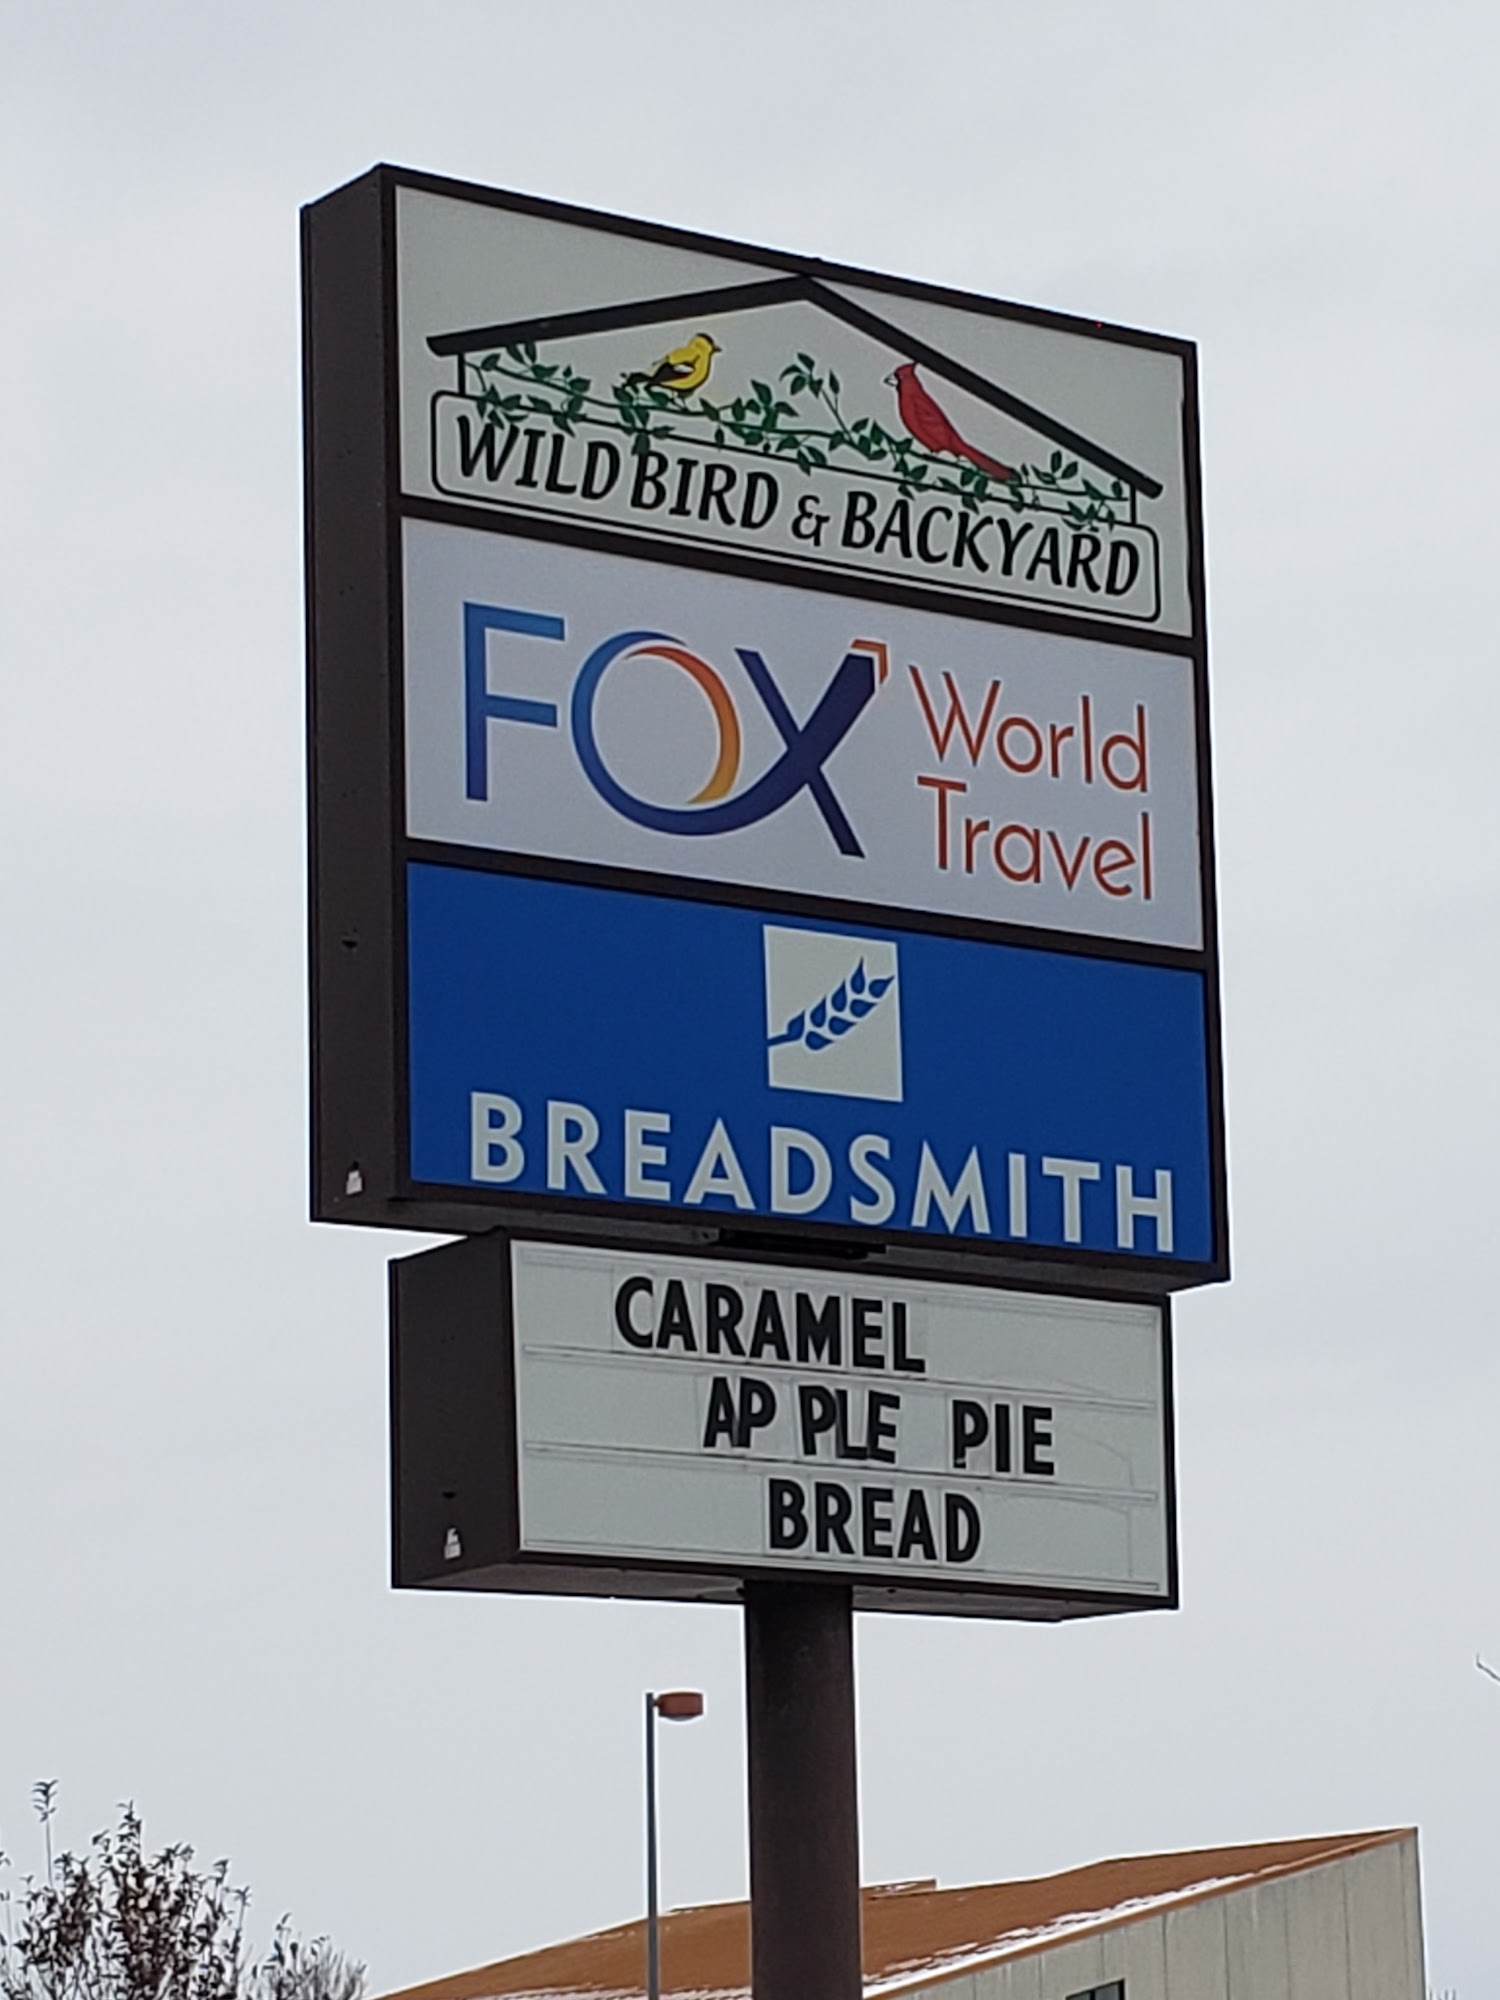 WILD BIRD & BACKYARD
FOX World
Travel
BREADSMITH
CARAMEL
AP PLE PIE
BREAD